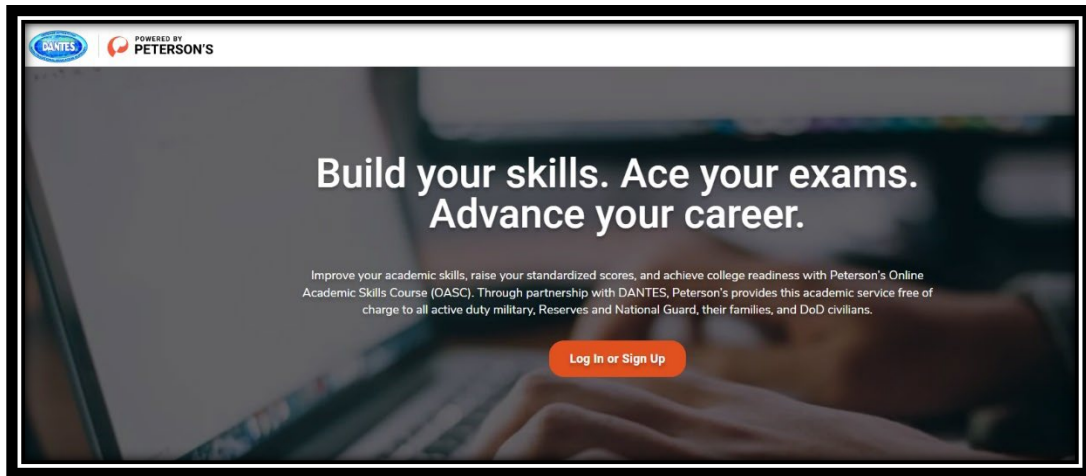 DANTES
POWERED BY
PETERSON'S
Build your skills. Ace your exams.
Advance your career.
Improve your academic skills, raise your standardized scores, and achieve college readiness with Peterson's Online
Academic Skills Course (OASC). Through partnership with DANTES, Peterson's provides this academic service free of
charge to all active duty military, Reserves and National Guard, their families, and DoD civilians.
Log In or Sign Up